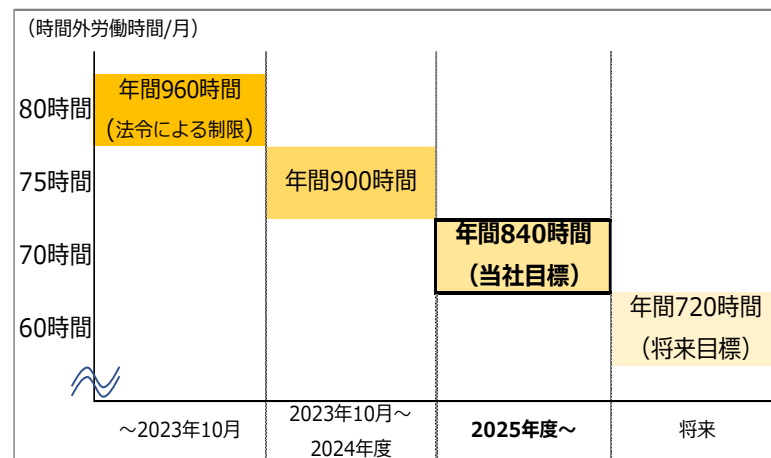 （時間外労働時間/月）
80時間
75時間
70時間
60時間
年間960時間
(法令による制限)
年間900時間
年間840時間
（当社目標）
年間720時間
（将来目標）
～2023年10月
2023年10月～
2024年度
2025年度～
将来